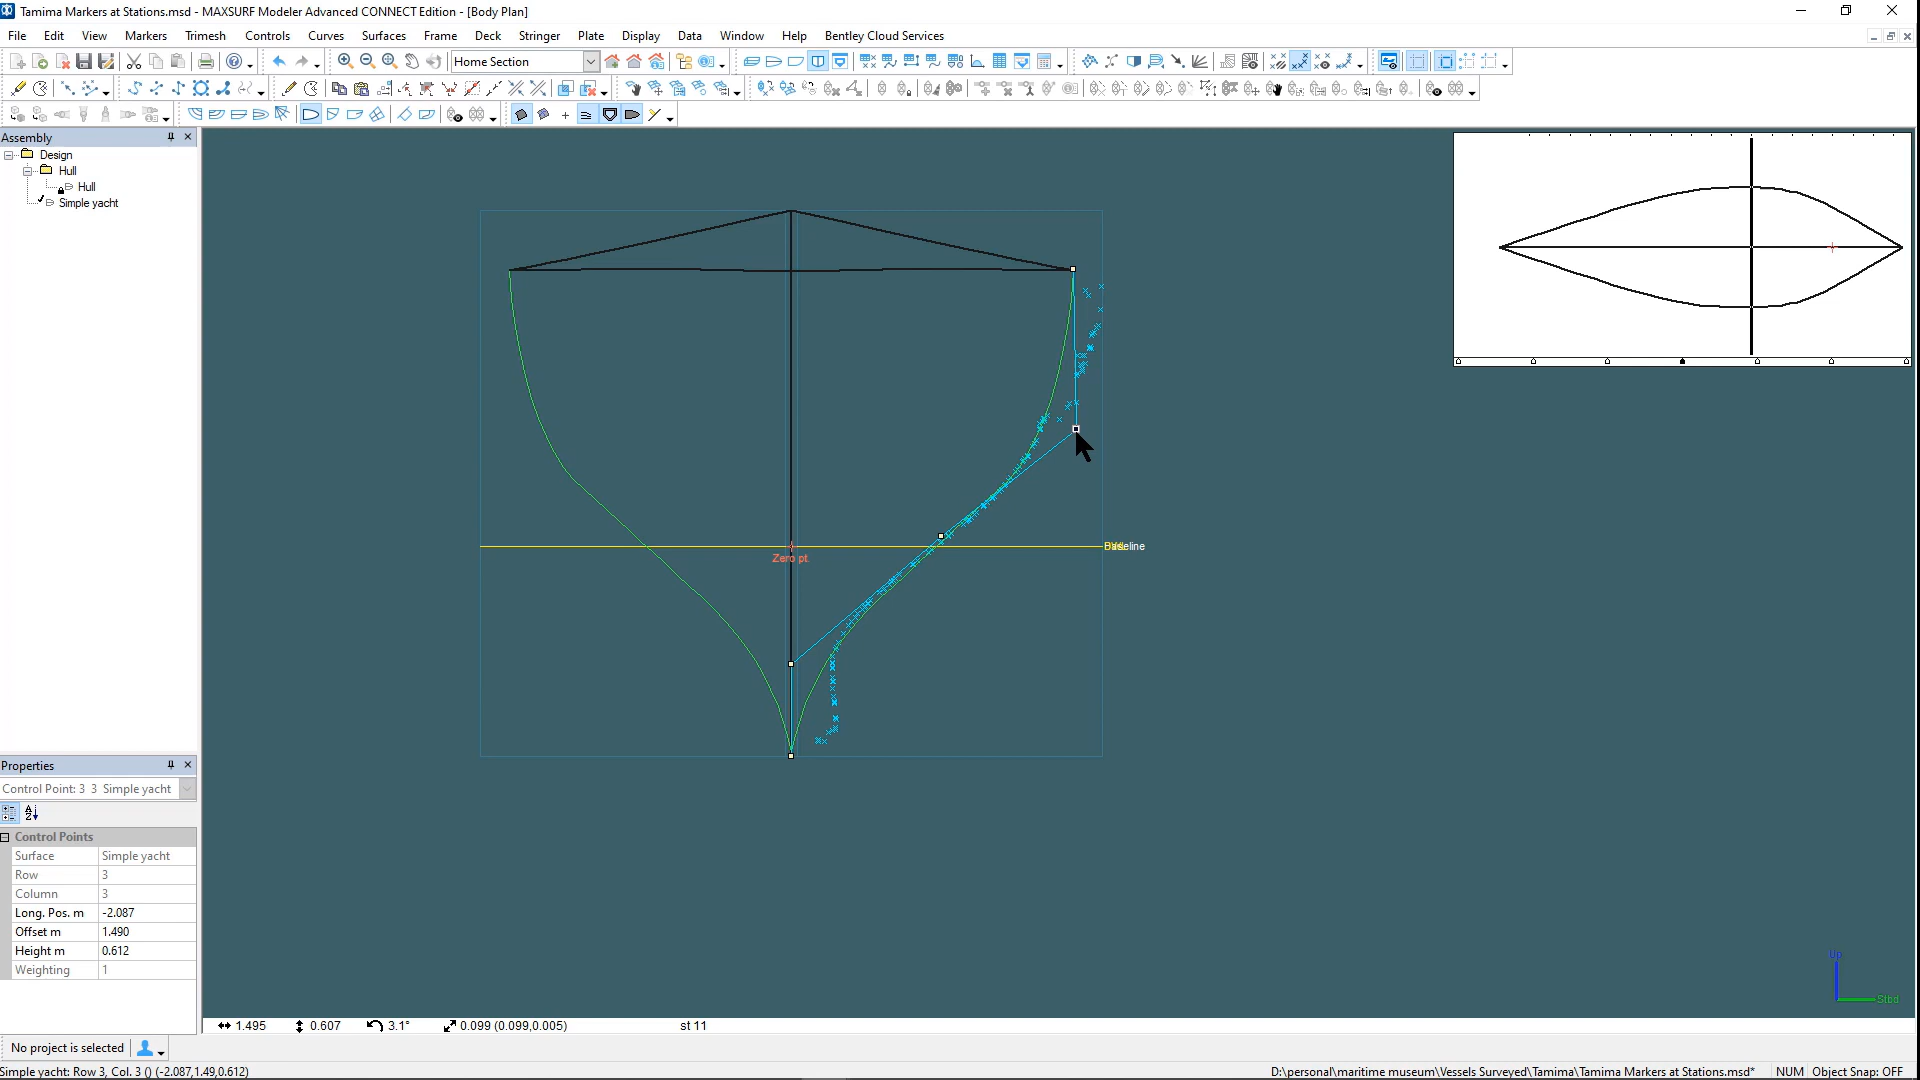 Tamima Markers at Stations.msd - MAXSURF Modeler Advanced CONNECT Edition - [Body Plan]
File Edit View Markers Trimesh Controls Curves Surfaces Frame Deck Stringer Plate Display Data Window Help Bentley Cloud Services
Home Section
Assembly
Design
Hull
Hull
Simple yacht
Zero pt.
Baseline
Up
Stbd
Properties
Control Point: 3 3 Simple yacht
Control Points
Surface Simple yacht
Row 3
Column 3
Long. Pos. m -2.087
Offset m 1.490
Height m 0.612
Weighting 1
1.495 0.607 3.1° 0.099 (0.099,0.005) st 11
No project is selected
Simple yacht: Row 3, Col. 3 () (-2.087,1.49,0.612) D:\personal\maritime museum\Vessels Surveyed\Tamima\Tamima Markers at Stations.msd* NUM Object Snap: OFF